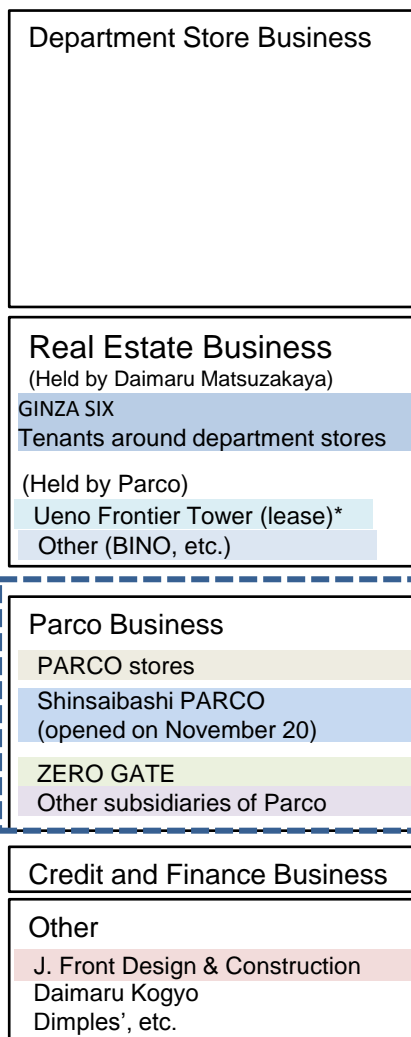 Department Store Business
Real Estate Business
(Held by Daimaru Matsuzakaya)
GINZA SIX
Tenants around department stores
(Held by Parco)
Ueno Frontier Tower (lease)*
Other (BINO, etc.)
Parco Business
PARCO stores
Shinsaibashi PARCO
(opened on November 20)
ZERO GATE
Other subsidiaries of Parco
Credit and Finance Business
Other
J. Front Design & Construction
Daimaru Kogyo
Dimples’, etc.